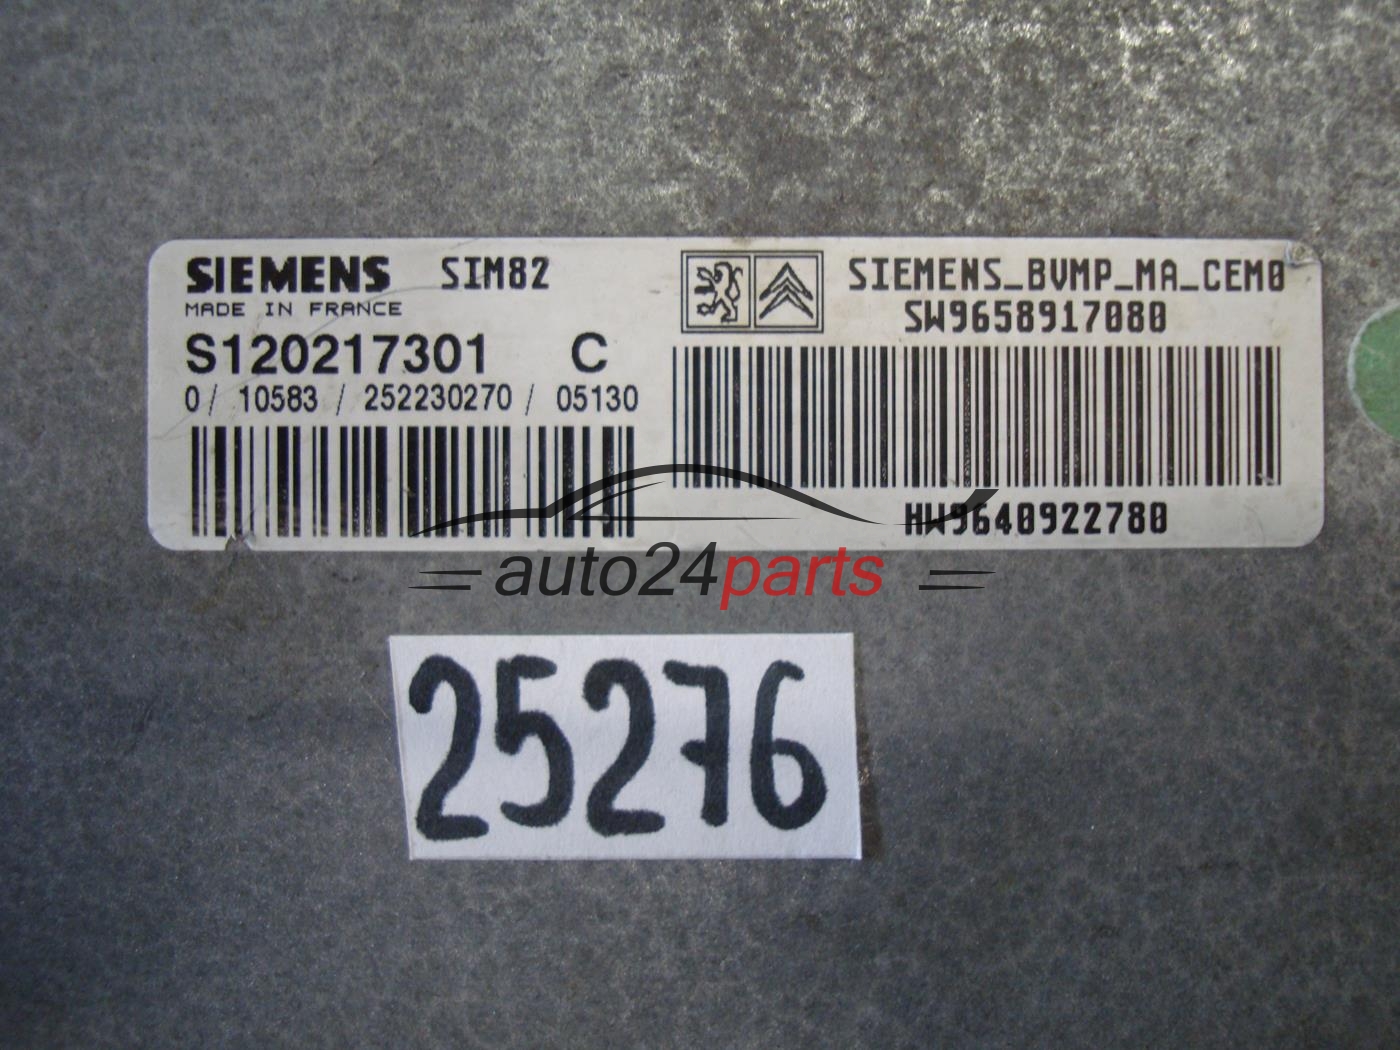 SIEMENS SIM82
MADE IN FRANCE
S120217301 C
0 / 10583 / 252230270 / 05130
SIEMENS_BVMP_MA_CEM0
SW9658917080
HW9640922780
auto24parts
25276